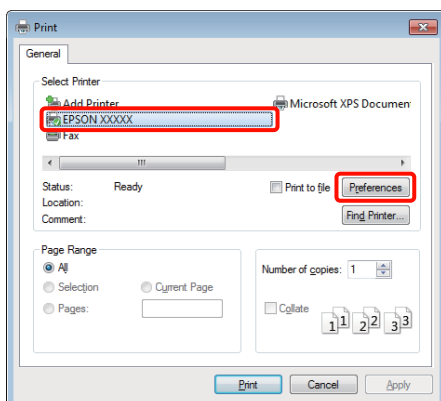 Print
General
Select Printer
Add Printer
Microsoft XPS Documen
EPSON XXXXX
Fax
Status: Ready
Print to file
Preferences
Location:
Comment:
Find Printer...
Page Range
All
Selection
Current Page
Pages:
Number of copies: 1
Collate
1 1 2 2 3 3
Print
Cancel
Apply